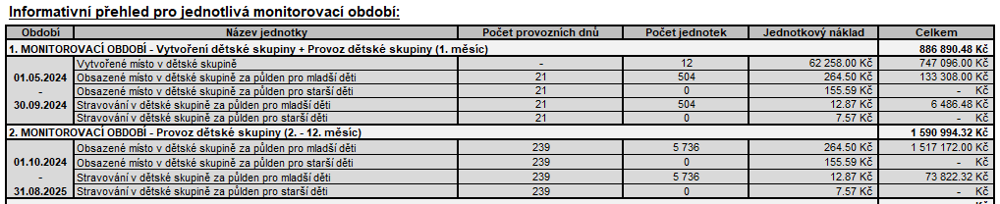 Informativní přehled pro jednotlivá monitorovací období:
Období Název jednotky Počet provozních dnů Počet jednotek Jednotkový náklad Celkem
1. MONITOROVACÍ OBDOBÍ - Vytvoření dětské skupiny + Provoz dětské skupiny (1. měsíc) 886 890.48 Kč
Vytvořené místo v dětské skupině - 12 62 258.00 Kč 747 096.00 Kč
01.05.2024 Obsazené místo v dětské skupině za půlden pro mladší děti 21 504 264.50 Kč 133 308.00 Kč
- Obsazené místo v dětské skupině za půlden pro starší děti 21 0 155.59 Kč - Kč
30.09.2024 Stravování v dětské skupině za půlden pro mladší děti 21 504 12.87 Kč 6 486.48 Kč
Stravování v dětské skupině za půlden pro starší děti 21 0 7.57 Kč - Kč
2. MONITOROVACÍ OBDOBÍ - Provoz dětské skupiny (2. - 12. měsíc) 1 590 994.32 Kč
Obsazené místo v dětské skupině za půlden pro mladší děti 239 5 736 264.50 Kč 1 517 172.00 Kč
01.10.2024 Obsazené místo v dětské skupině za půlden pro starší děti 239 0 155.59 Kč - Kč
- Stravování v dětské skupině za půlden pro mladší děti 239 5 736 12.87 Kč 73 822.32 Kč
31.08.2025 Stravování v dětské skupině za půlden pro starší děti 239 0 7.57 Kč - Kč